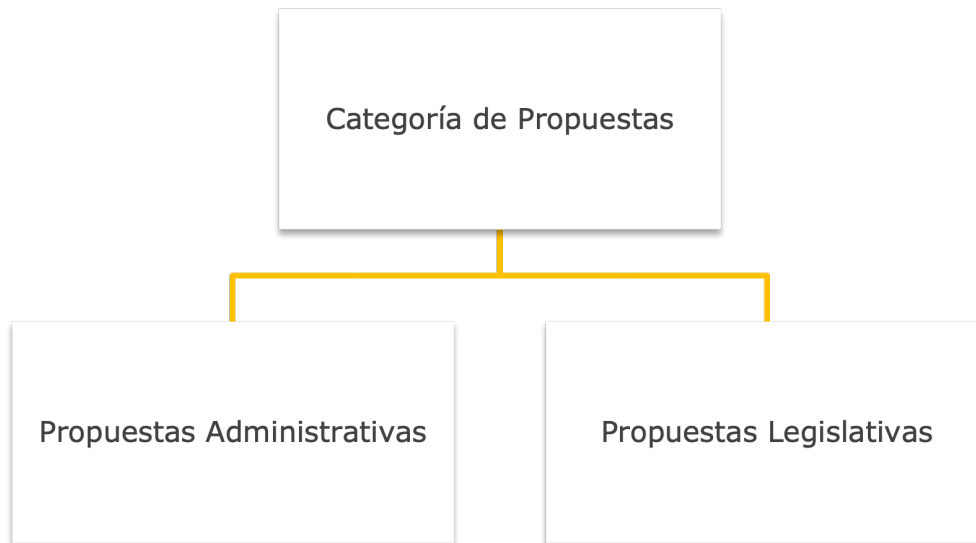 Categoría de Propuestas
Propuestas Administrativas
Propuestas Legislativas